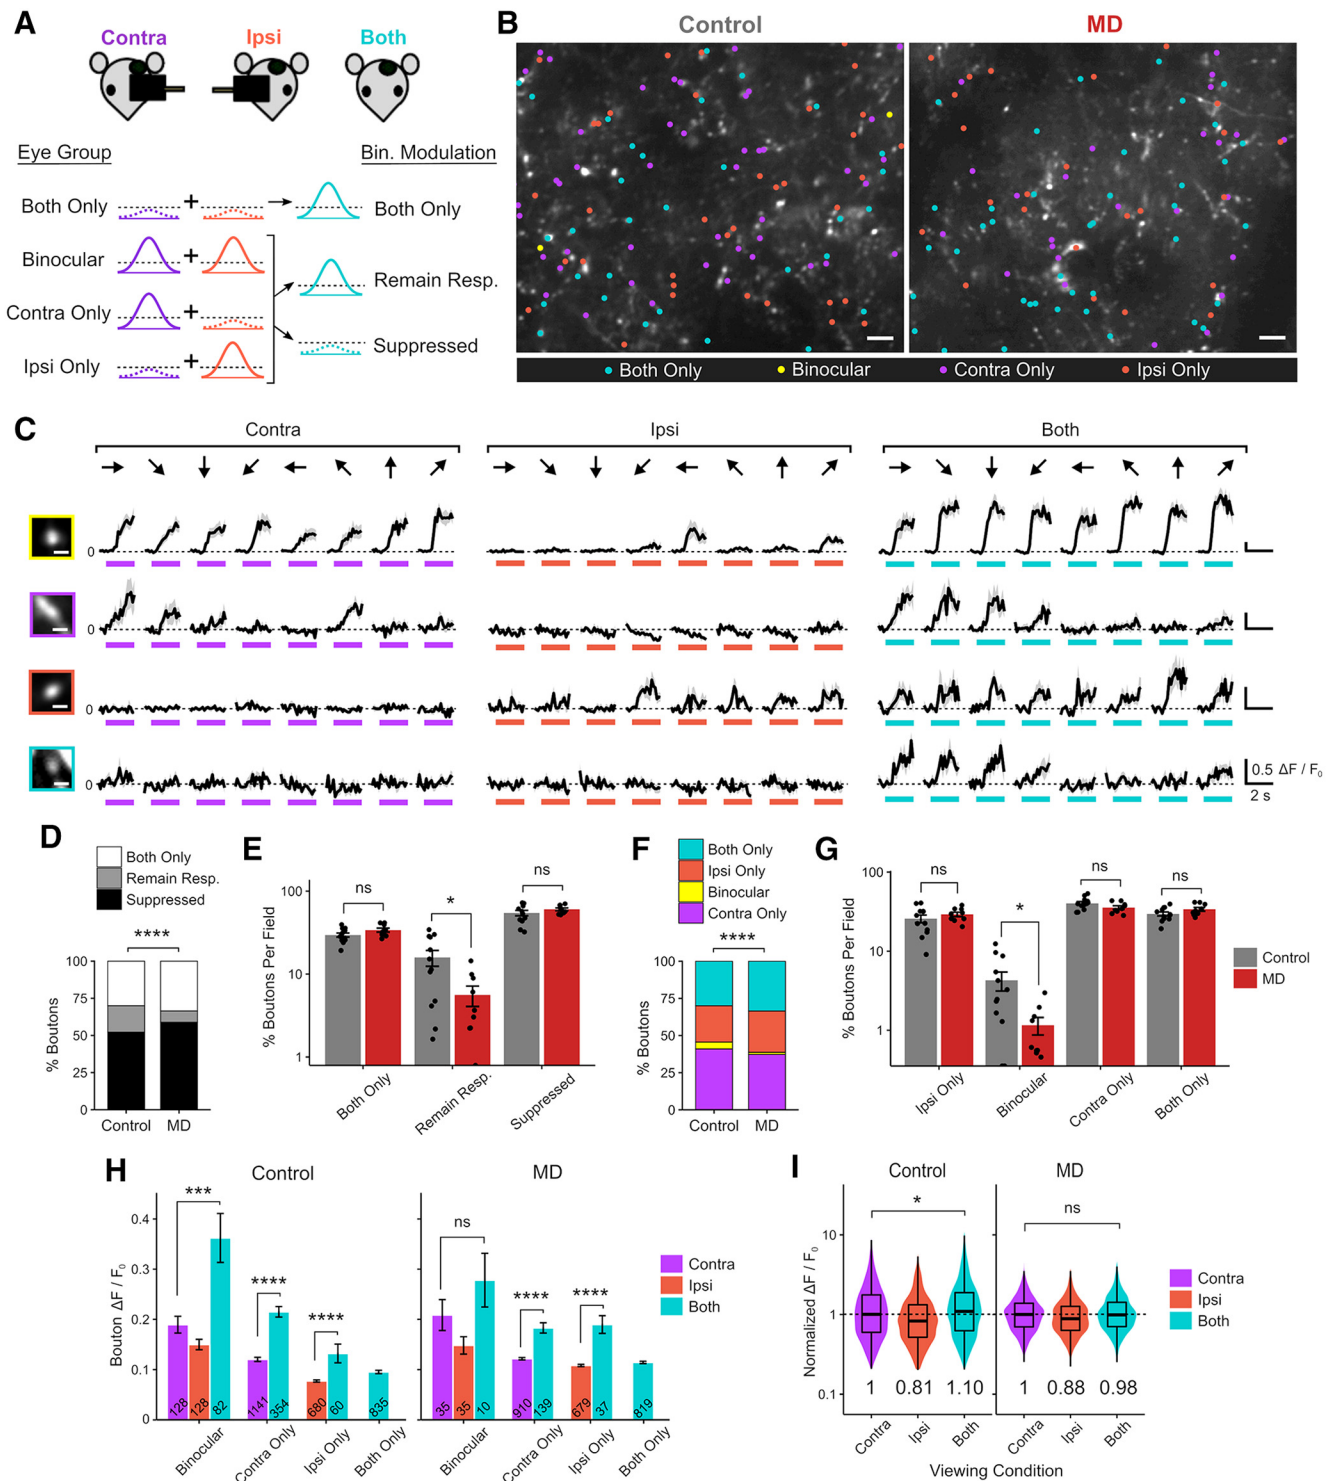 A
Contra
Ipsi
Both
Eye Group
Bin. Modulation
Both Only
+
Both Only
Binocular
+
Remain Resp.
Contra Only
+
Suppressed
Ipsi Only
+
B
Control
MD
Both Only
Binocular
Contra Only
Ipsi Only
C
Contra
Ipsi
Both
0
0
0
0
0.5 ΔF / F₀
2 s
D
Both Only
Remain Resp.
Suppressed
****
% Boutons
100
75
50
25
0
Control
MD
E
% Boutons Per Field
100
10
1
ns
*
ns
Both Only
Remain Resp.
Suppressed
F
Both Only
Ipsi Only
Binocular
Contra Only
****
% Boutons
100
75
50
25
0
Control
MD
G
% Boutons Per Field
100
10
1
ns
*
ns
ns
Ipsi Only
Binocular
Contra Only
Both Only
Control
MD
H
Control
MD
Bouton ΔF / F₀
0.4
0.3
0.2
0.1
0
***
****
****
128
128
82
1141
354
680
60
835
Binocular
Contra Only
Ipsi Only
Both Only
ns
****
****
35
35
10
910
139
679
37
819
Binocular
Contra Only
Ipsi Only
Both Only
Contra
Ipsi
Both
I
Control
MD
Normalized ΔF / F₀
10
1
0.1
*
ns
1
0.81
1.10
1
0.88
0.98
Contra
Ipsi
Both
Contra
Ipsi
Both
Viewing Condition
Contra
Ipsi
Both